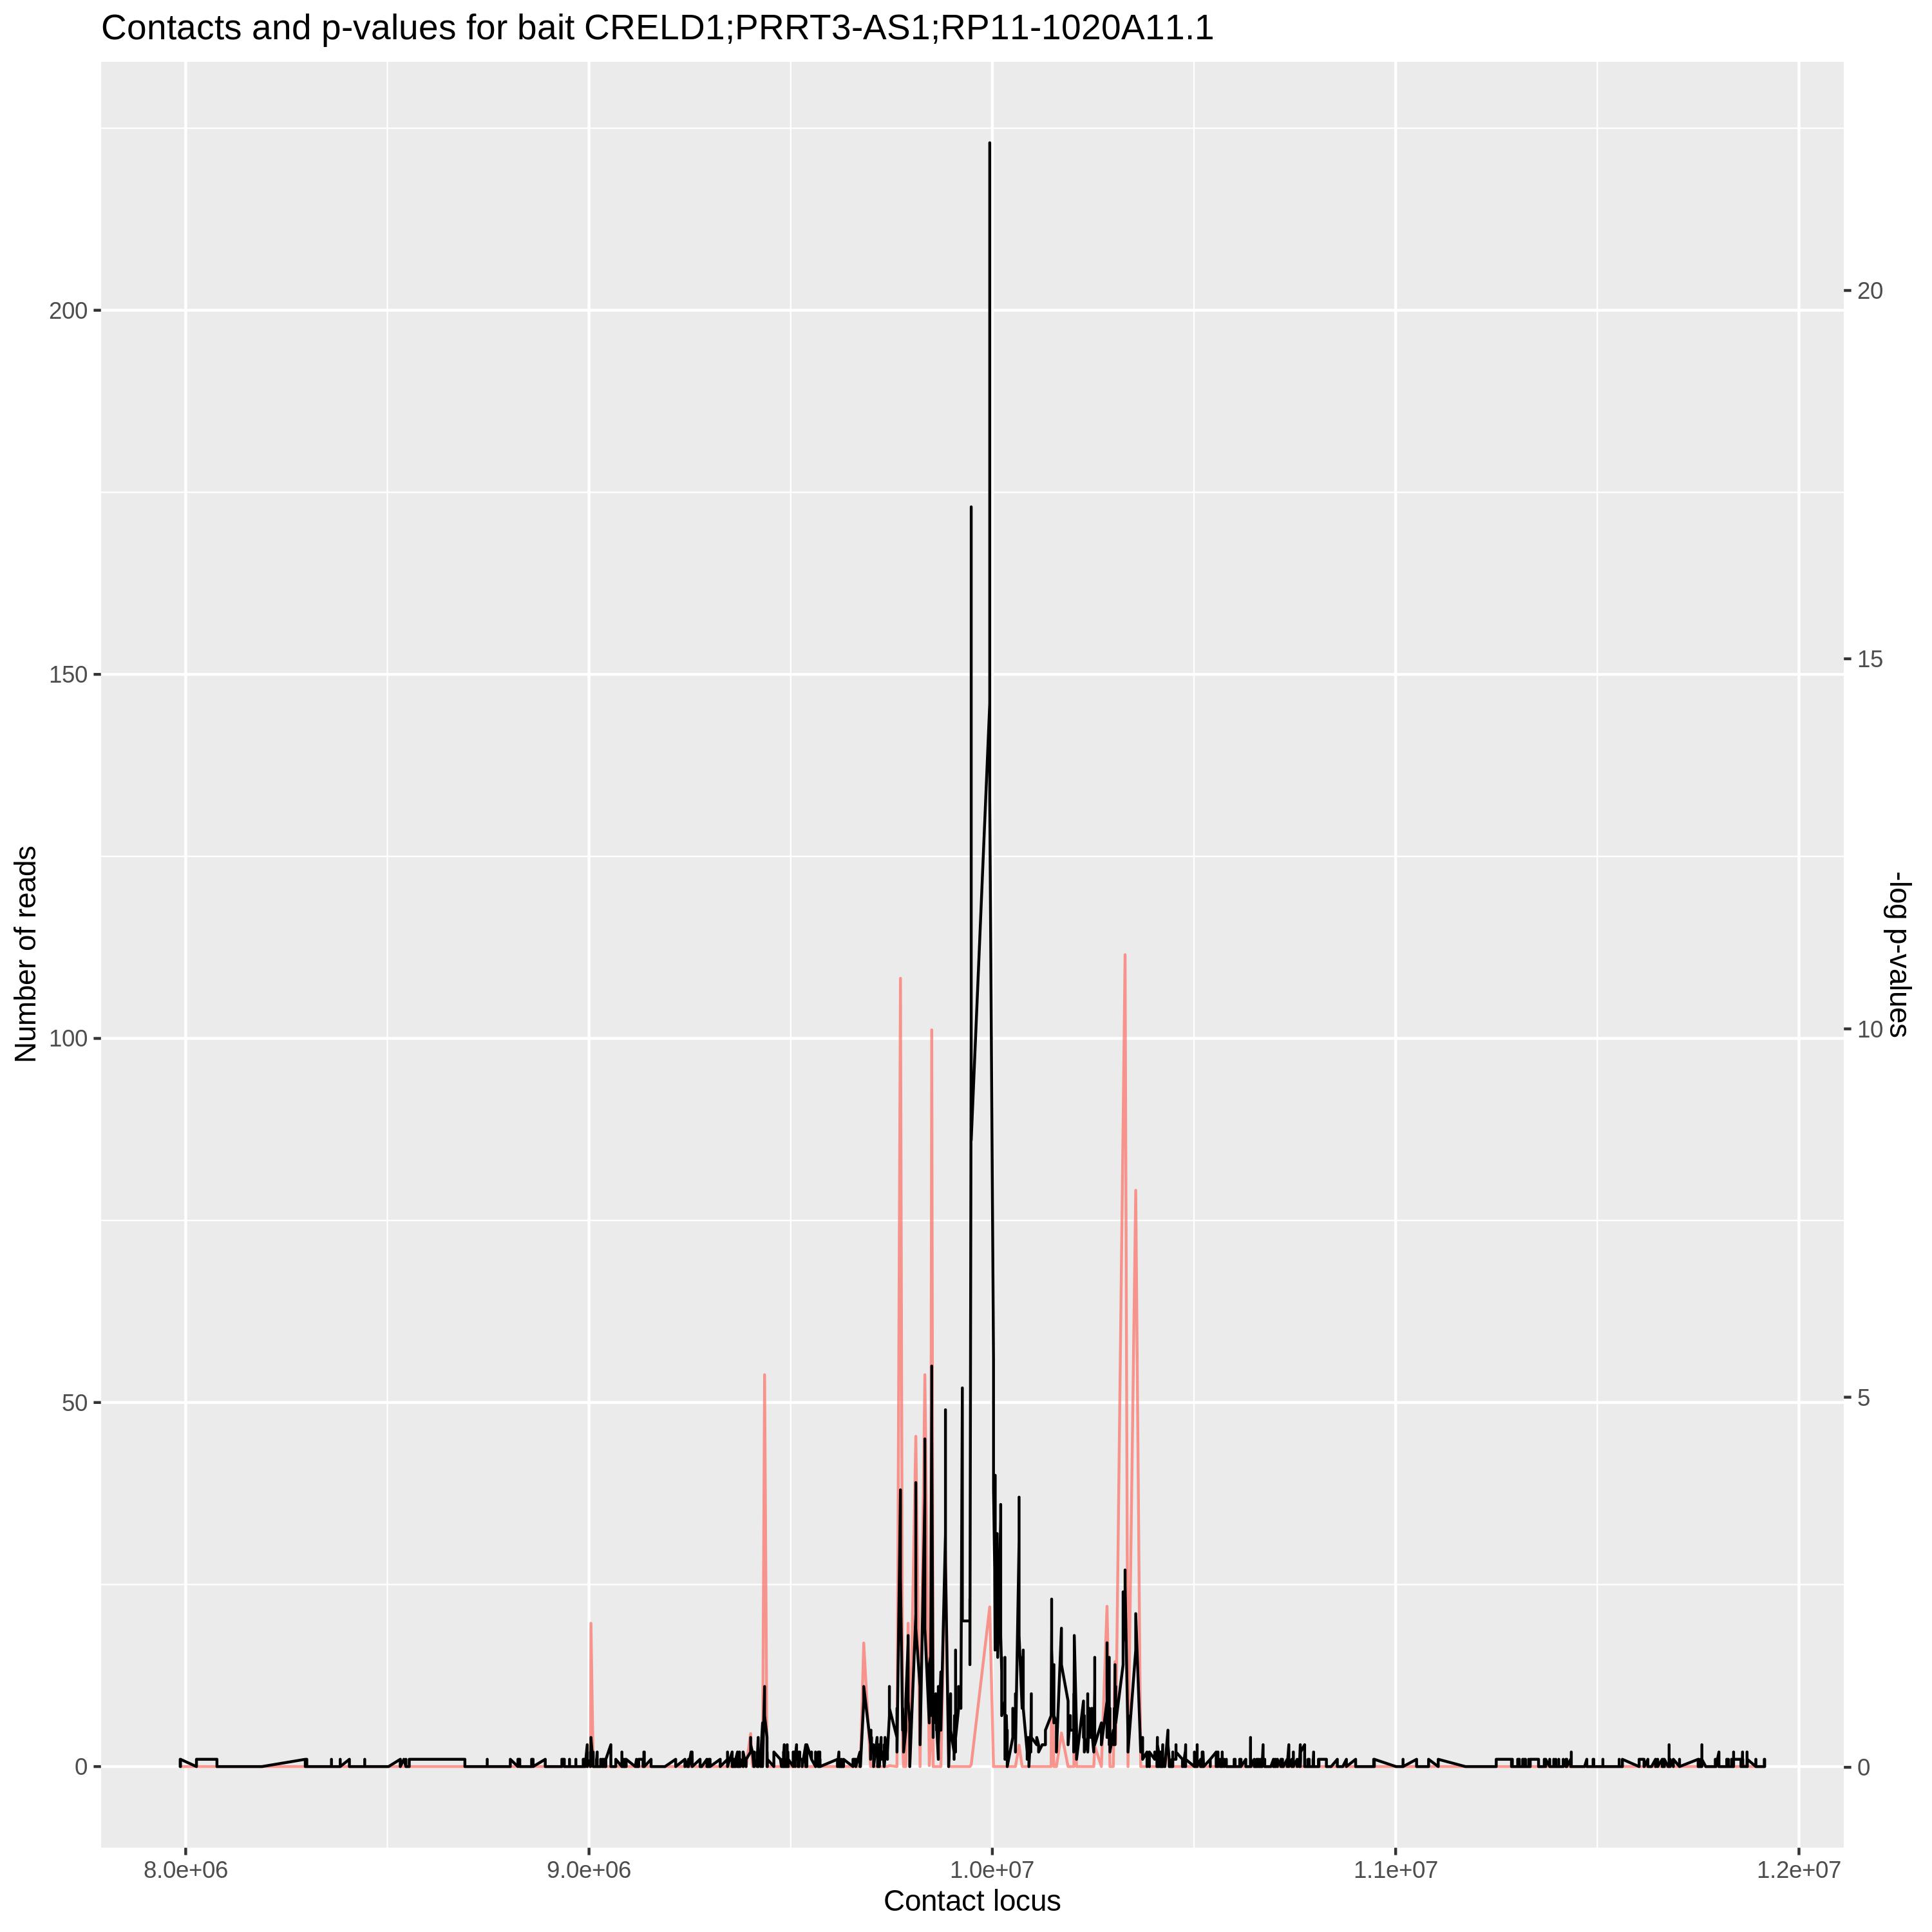 Contacts and p-values for bait CRELD1;PRRT3-AS1;RP11-1020A11.1
Number of reads
200
150
100
50
0
20
15
10
5
0
-log p-values
8.0e+06 9.0e+06 1.0e+07 1.1e+07 1.2e+07
Contact locus